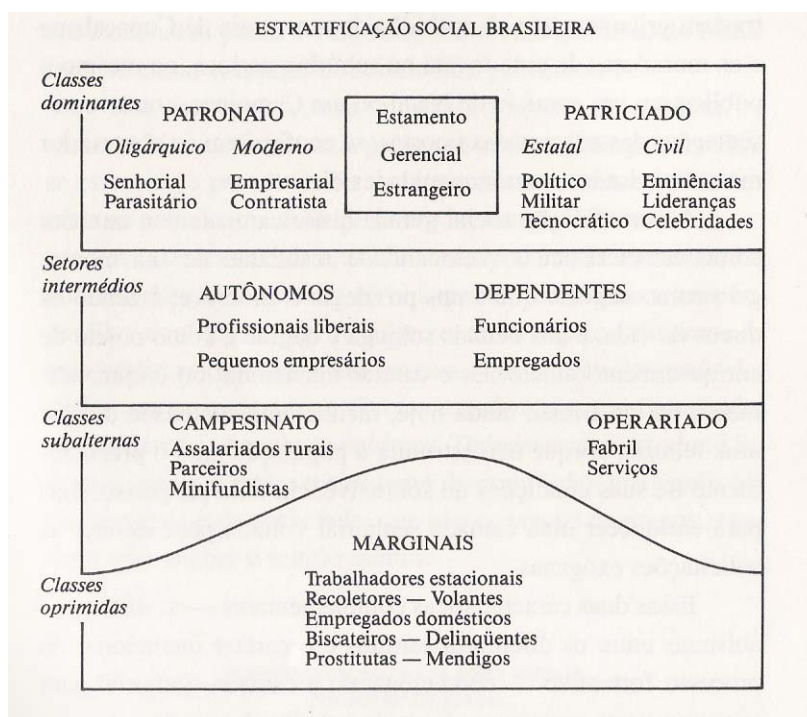 ESTRATIFICAÇÃO SOCIAL BRASILEIRA
Classes
dominantes
PATRONATO
Oligárquico Moderno
Senhorial Empresarial
Parasitário Contratista
Estamento
Gerencial
Estrangeiro
PATRICIADO
Estatal Civil
Político Eminências
Militar Lideranças
Tecnocrático Celebridades
Setores
intermédios
AUTÔNOMOS
Profissionais liberais
Pequenos empresários
DEPENDENTES
Funcionários
Empregados
Classes
subalternas
CAMPESINATO
Assalariados rurais
Parceiros
Minifundistas
OPERARIADO
Fabril
Serviços
Classes
oprimidas
MARGINAIS
Trabalhadores estacionais
Recoletores — Volantes
Empregados domésticos
Biscateiros — Delinqüentes
Prostitutas — Mendigos